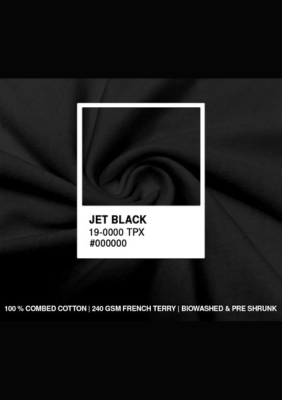 JET BLACK
19-0000 TPX
#000000
100 % COMBED COTTON | 240 GSM FRENCH TERRY | BIOWASHED & PRE SHRUNK